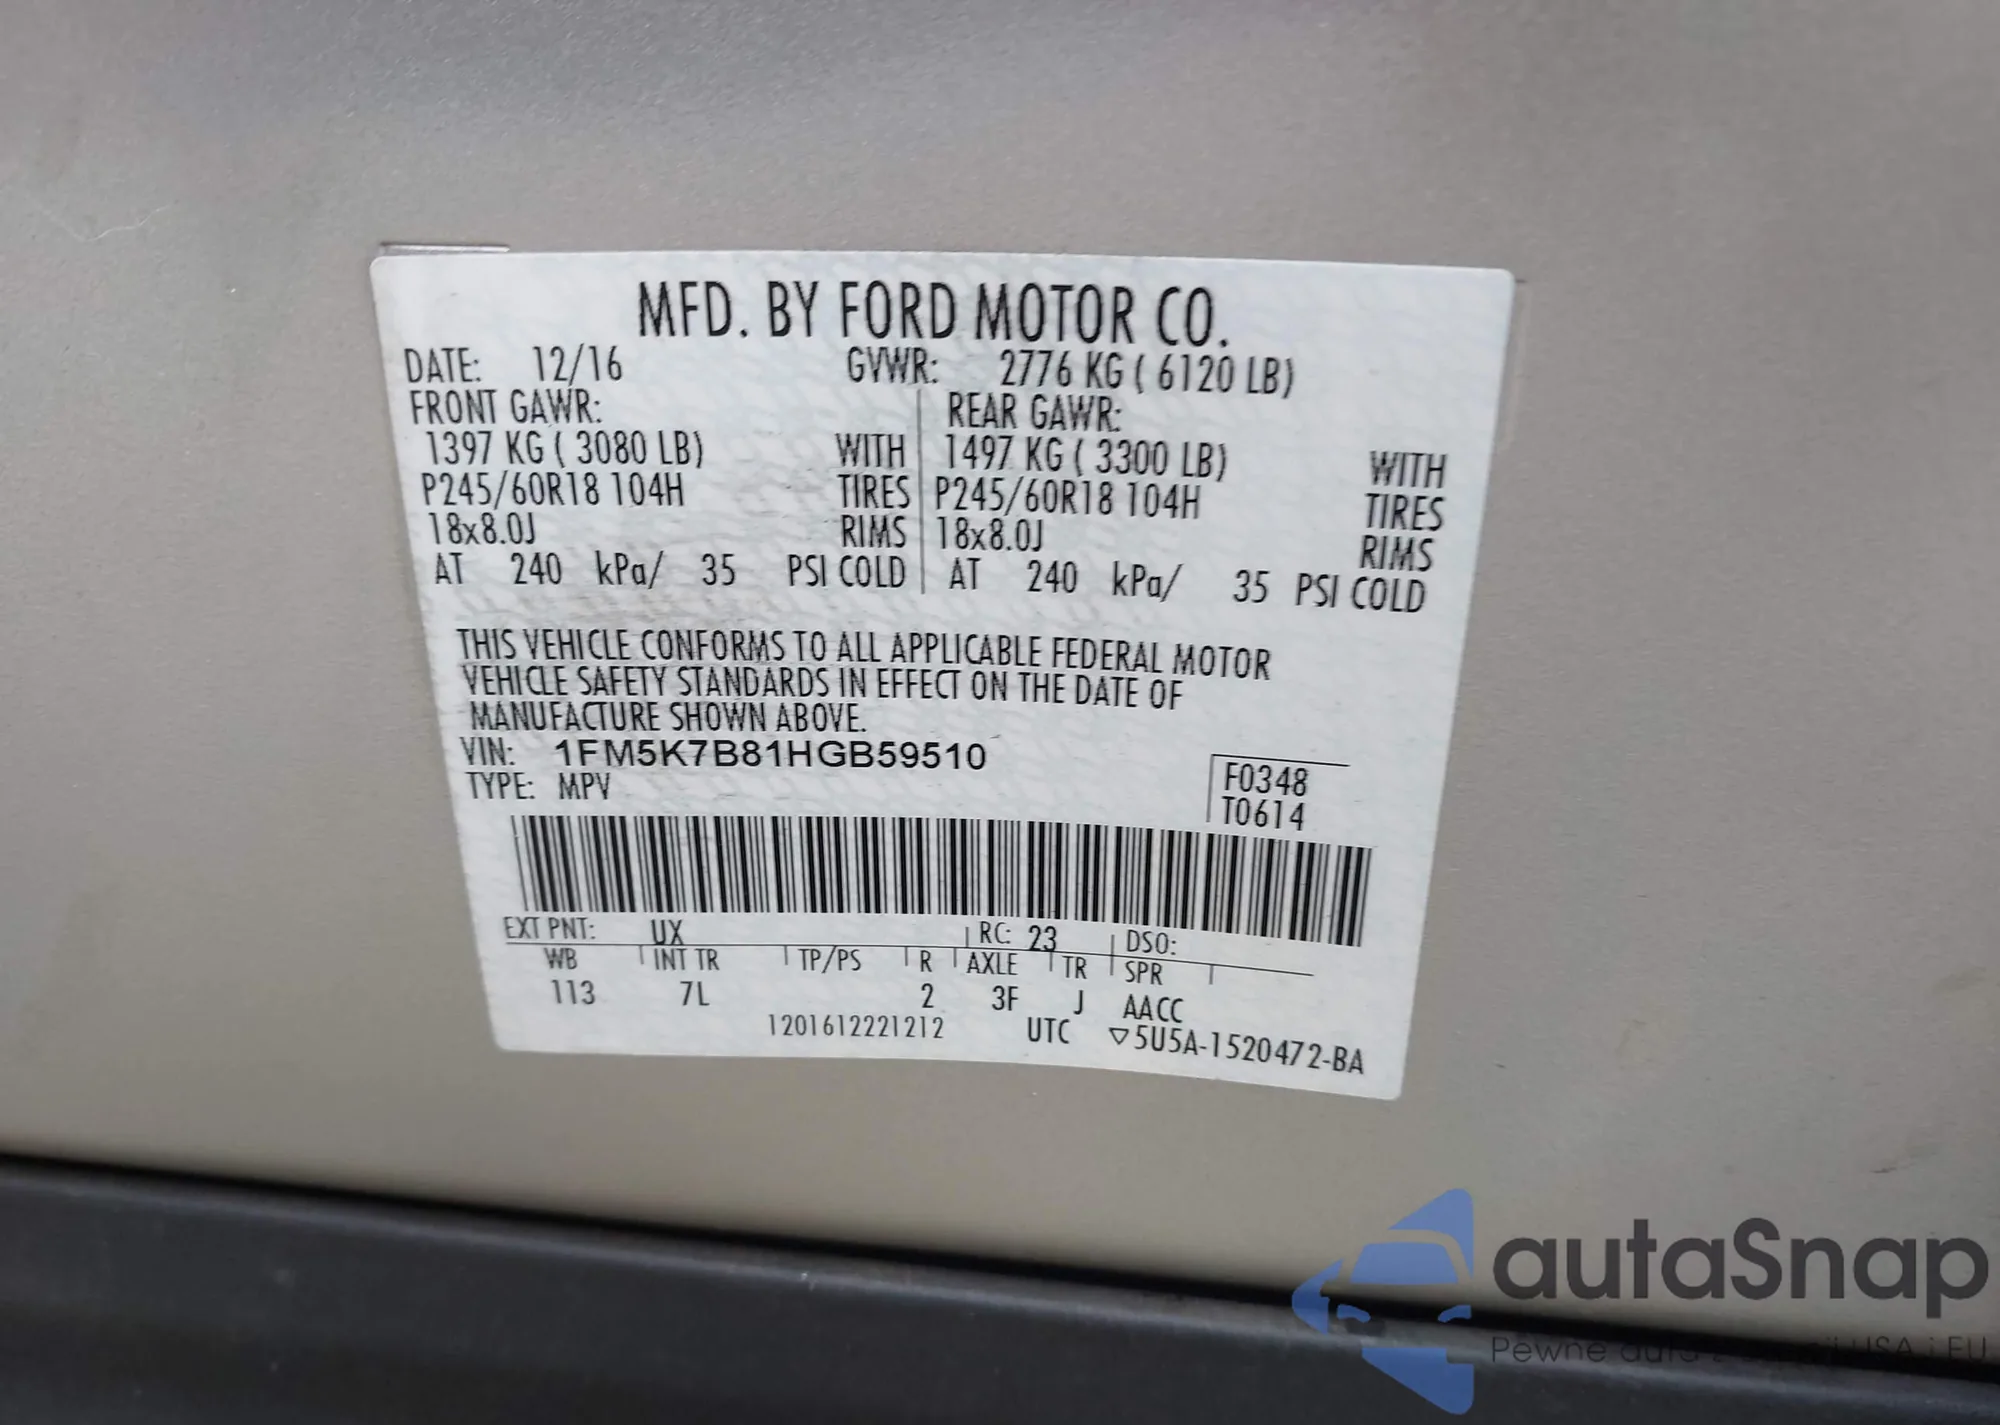 MFD. BY FORD MOTOR CO.
DATE: 12/16 GVWR: 2776 KG ( 6120 LB)
FRONT GAWR: REAR GAWR:
1397 KG ( 3080 LB) WITH 1497 KG ( 3300 LB) WITH
P245/60R18 104H TIRES P245/60R18 104H TIRES
18x8.0J RIMS 18x8.0J RIMS
AT 240 kPa/ 35 PSI COLD AT 240 kPa/ 35 PSI COLD
THIS VEHICLE CONFORMS TO ALL APPLICABLE FEDERAL MOTOR
VEHICLE SAFETY STANDARDS IN EFFECT ON THE DATE OF
MANUFACTURE SHOWN ABOVE.
VIN: 1FM5K7B81HGB59510
TYPE: MPV
F0348
T0614
EXT PNT: UX RC: 23 DSO:
WB INT TR TP/PS R AXLE TR SPR
113 7L 2 3F J AACC
1201612221212 UTC ▽5U5A-1520472-BA
autaSnap
Pewne auta USA i EU